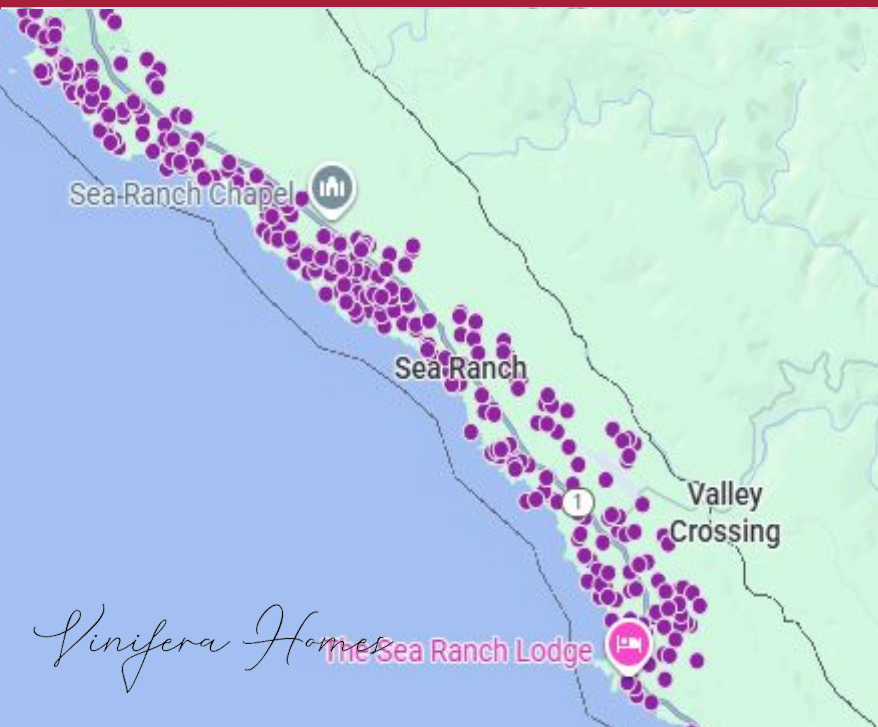 Sea-Ranch Chapel
Sea Ranch
Valley
Crossing
1
Vinifera Homes
The Sea Ranch Lodge